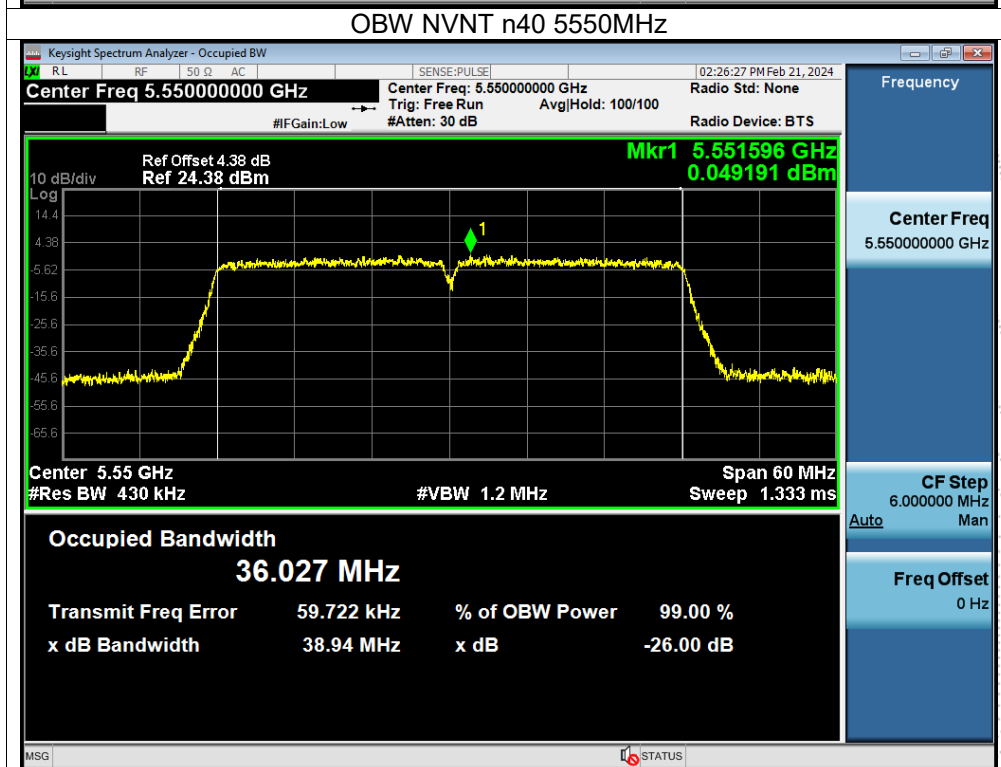 OBW NVNT n40 5550MHz
Keysight Spectrum Analyzer - Occupied BW
LXI RL RF 50 Ω AC SENSE:PULSE 02:26:27 PM Feb 21, 2024
Center Freq 5.550000000 GHz
Center Freq: 5.550000000 GHz Radio Std: None
Trig: Free Run Avg|Hold: 100/100
#IFGain:Low #Atten: 30 dB Radio Device: BTS
Frequency
Mkr1 5.551596 GHz
0.049191 dBm
Ref Offset 4.38 dB
10 dB/div Ref 24.38 dBm
Log
14.4
4.38
-5.62
-15.6
-25.6
-35.6
-45.6
-55.6
-65.6
1
Center 5.55 GHz Span 60 MHz
#Res BW 430 kHz #VBW 1.2 MHz Sweep 1.333 ms
Center Freq
5.550000000 GHz
CF Step
6.000000 MHz
Auto Man
Freq Offset
0 Hz
Occupied Bandwidth
36.027 MHz
Transmit Freq Error 59.722 kHz % of OBW Power 99.00 %
x dB Bandwidth 38.94 MHz x dB -26.00 dB
MSG STATUS